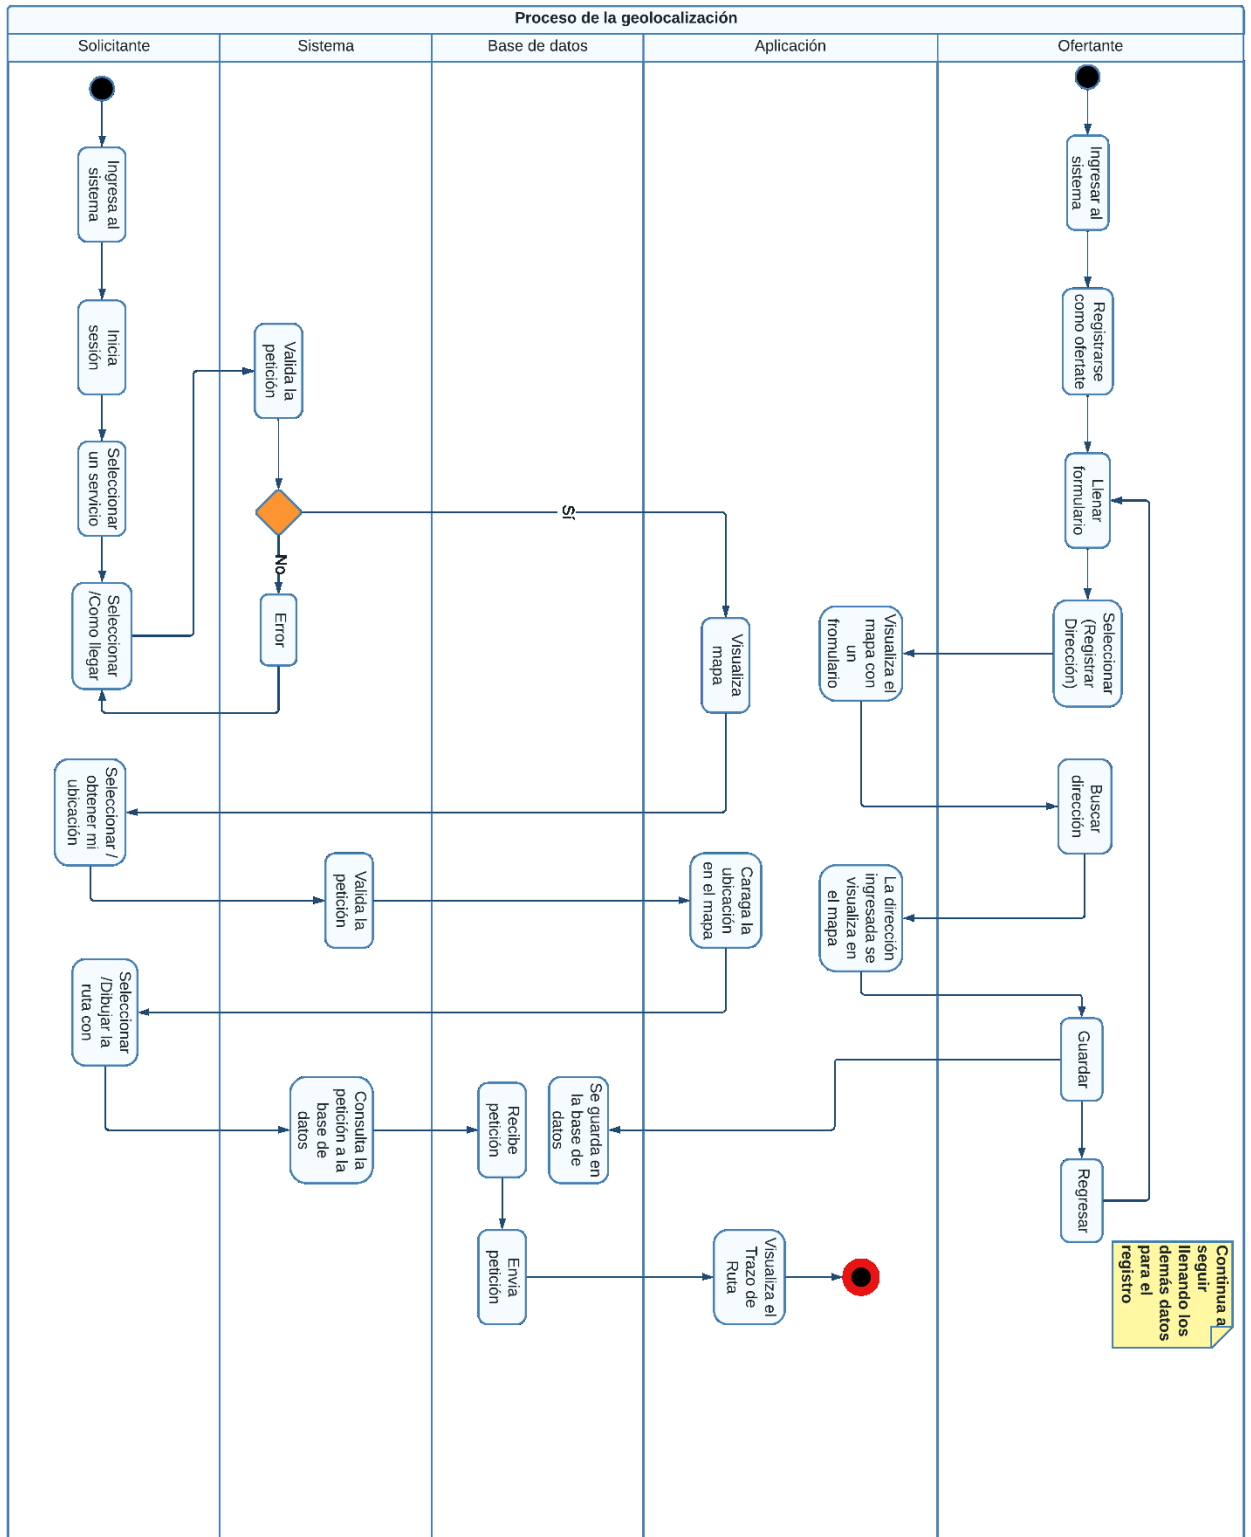 Proceso de la geolocalización
Solicitante
Sistema
Base de datos
Aplicación
Ofertante
Ingresa al
sistema
Inicia
sesión
Seleccionar
un servicio
Seleccionar
/Como llegar
Valida la
petición
No
Sí
Error
Visualiza
mapa
Seleccionar /
obtener mi
ubicación
Valida la
petición
Caraga la
ubicación
en el mapa
Seleccionar
/Dibujar la
ruta con
Consulta la
petición a la
base de
datos
Recibe
petición
Envia
petición
Visualiza el
Trazo de
Ruta
Ingresar al
sistema
Registrarse
como ofertate
Llenar
formulario
Seleccionar
(Registrar
Dirección)
Visualiza el
mapa con
un
fromulario
Buscar
dirección
La dirección
ingresada se
visualiza en
el mapa
Guardar
Se guarda en
la base de
datos
Regresar
Continua a
seguir
llenando los
demás datos
para el
registro